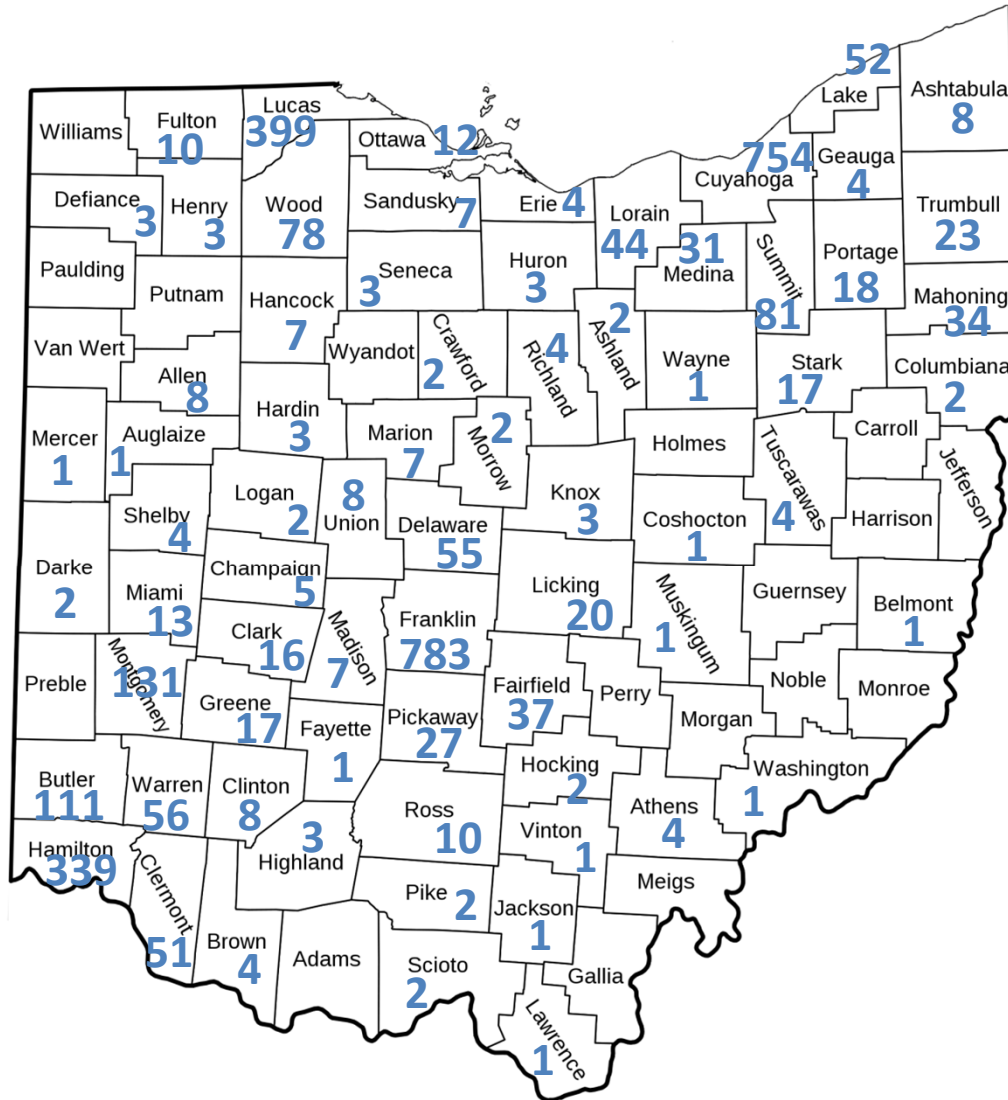 52
Lake
Ashtabula
8
Williams
Fulton
10
Lucas
399
Ottawa 12
754
Cuyahoga
Geauga
4
Defiance
3
Henry
3
Wood
78
Sandusky
7
Erie 4
Lorain
44
31
Medina
Summit
81
Portage
18
Trumbull
23
Paulding
Putnam
Hancock
7
Seneca
3
Huron
3
Mahoning
34
Van Wert
Allen
8
Wyandot
Crawford
2
4
Richland
2
Ashland
Wayne
1
Stark
17
Columbiana
2
Mercer
1
Auglaize
1
Hardin
3
Marion
7
2
Morrow
Holmes
Tuscarawas
4
Carroll
Jefferson
Shelby
4
Logan
2
8
Union
Delaware
55
Knox
3
Coshocton
1
Harrison
Darke
2
Miami
13
Champaign
5
Licking
20
Muskingum
1
Guernsey
Belmont
1
Clark
16
Madison
7
Franklin
783
Preble
Montgomery
131
Greene
17
Fayette
1
Pickaway
27
Fairfield
37
Perry
Morgan
Noble
Monroe
Butler
111
Warren
56
Clinton
8
Hocking
2
Washington
1
Ross
10
Vinton
1
Athens
4
Hamilton
339
Clermont
51
3
Highland
Pike 2
Jackson
1
Meigs
Brown
4
Adams
Scioto
2
Gallia
Lawrence
1